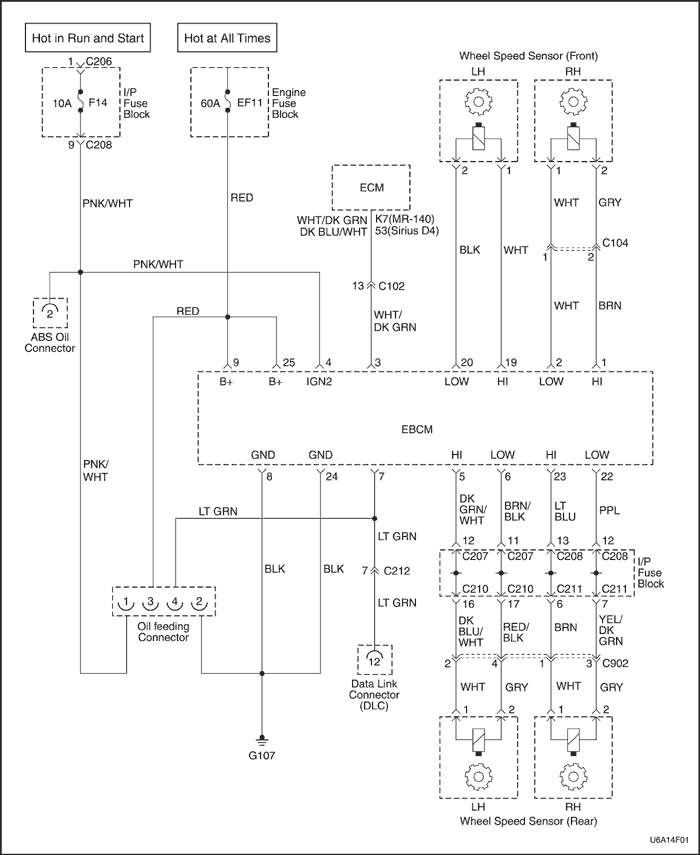 Hot in Run and Start
Hot at All Times
1 C206
10A F14
I/P
Fuse
Block
9 C208
60A EF11
Engine
Fuse
Block
Wheel Speed Sensor (Front)
LH RH
2 1 1 2
ECM
PNK/WHT
RED
WHT/DK GRN
DK BLU/WHT
K7(MR-140)
53(Sirius D4)
WHT GRY
BLK WHT
1 2 C104
PNK/WHT
13 C102
2
ABS Oil
Connector
RED
WHT/
DK GRN
WHT BRN
9 25 4 3 20 19 2 1
B+ B+ IGN2 LOW HI LOW HI
EBCM
GND GND HI LOW HI LOW
8 24 7 5 6 23 22
PNK/
WHT
LT GRN
LT GRN
DK
GRN/
WHT
BRN/
BLK
LT
BLU
PPL
12 11 13 12
C207 C207 C208 C208
I/P
Fuse
Block
C210 C210 C211 C211
16 17 6 7
BLK BLK
7 C212
LT GRN
1 3 4 2
Oil feeding
Connector
DK
BLU/
WHT
RED/
BLK
BRN
YEL/
DK
GRN
2 4 1 3 C902
12
Data Link
Connector
(DLC)
WHT GRY WHT GRY
1 2 1 2
G107
LH RH
Wheel Speed Sensor (Rear)
U6A14F01